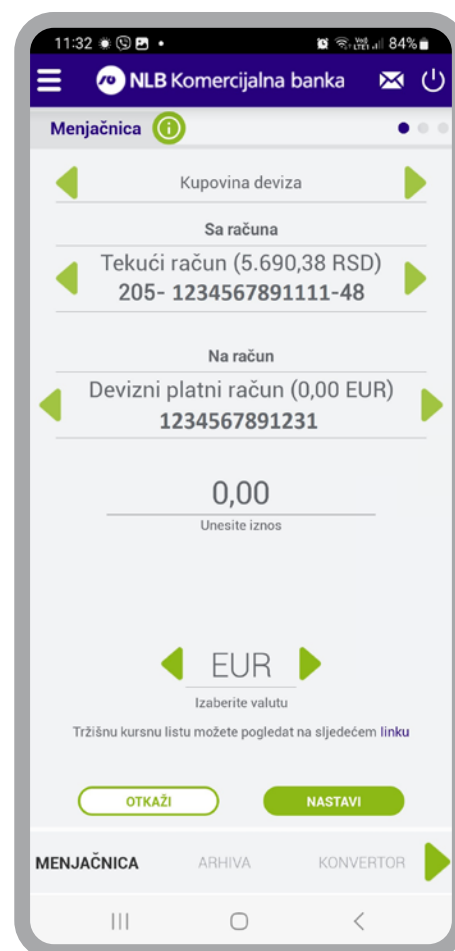 11:32 84%
NLB Komercijalna banka
Menjačnica
Kupovina deviza
Sa računa
Tekući račun (5.690,38 RSD)
205- 1234567891111-48
Na račun
Devizni platni račun (0,00 EUR)
1234567891231
0,00
Unesite iznos
EUR
Izaberite valutu
Tržišnu kursnu listu možete pogledat na sljedećem linku
OTKAŽI NASTAVI
MENJAČNICA ARHIVA KONVERTOR